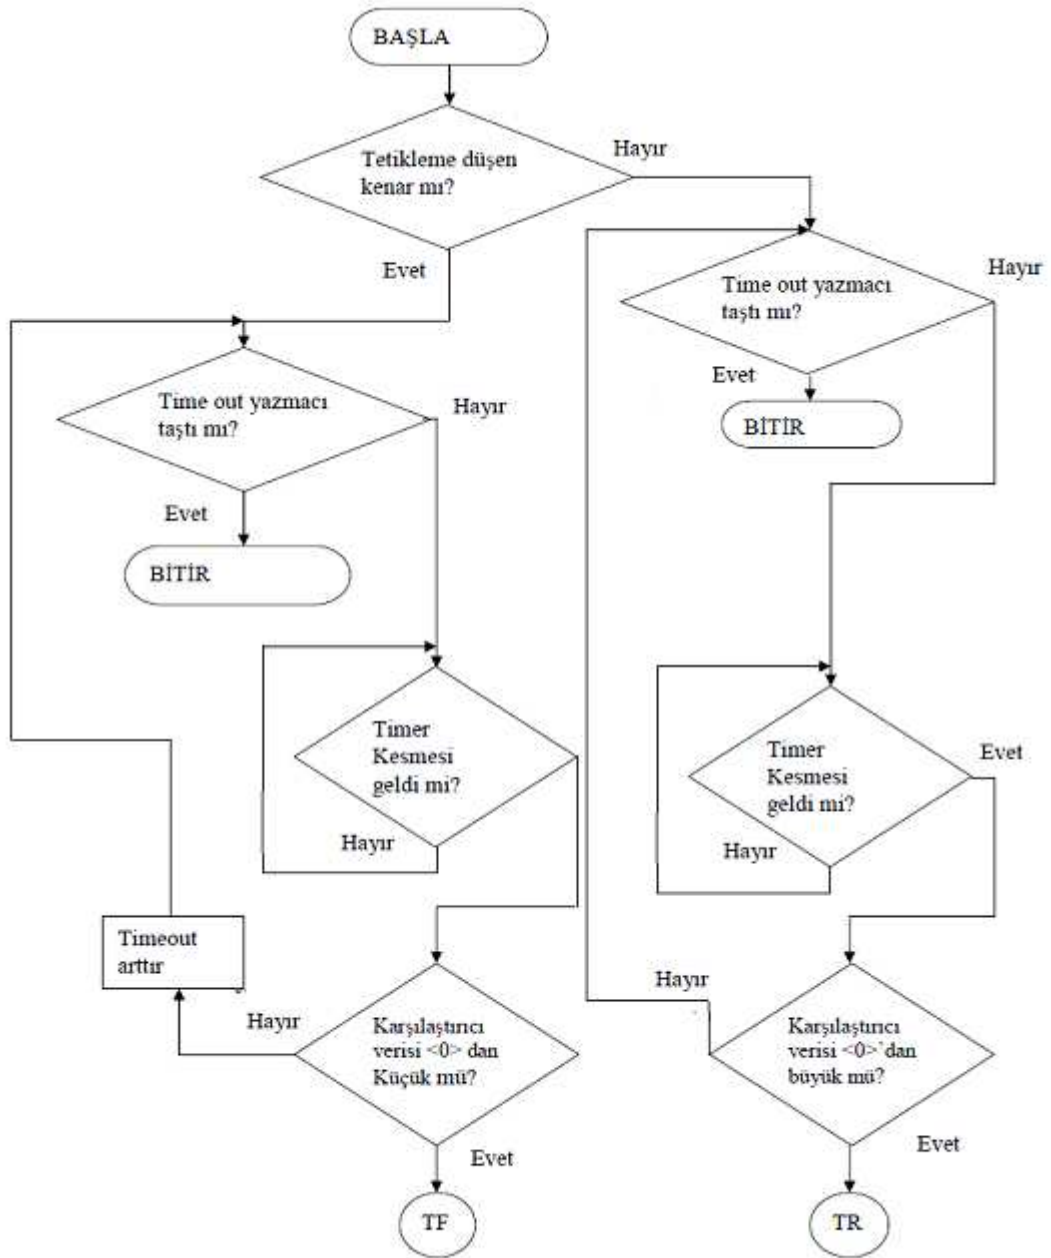 BAŞLA
Tetikleme düşen
kenar mı?
Hayır
Evet
Time out yazmacı
taştı mı?
Hayır
Evet
BİTİR
Time out yazmacı
taştı mı?
Hayır
Evet
BİTİR
Timer
Kesmesi
geldi mi?
Hayır
Timer
Kesmesi
geldi mi?
Evet
Hayır
Timeout
arttır
Hayır
Karşılaştırıcı
verisi <0> dan
Küçük mü?
Evet
TF
Hayır
Karşılaştırıcı
verisi <0>'dan
büyük mü?
Evet
TR